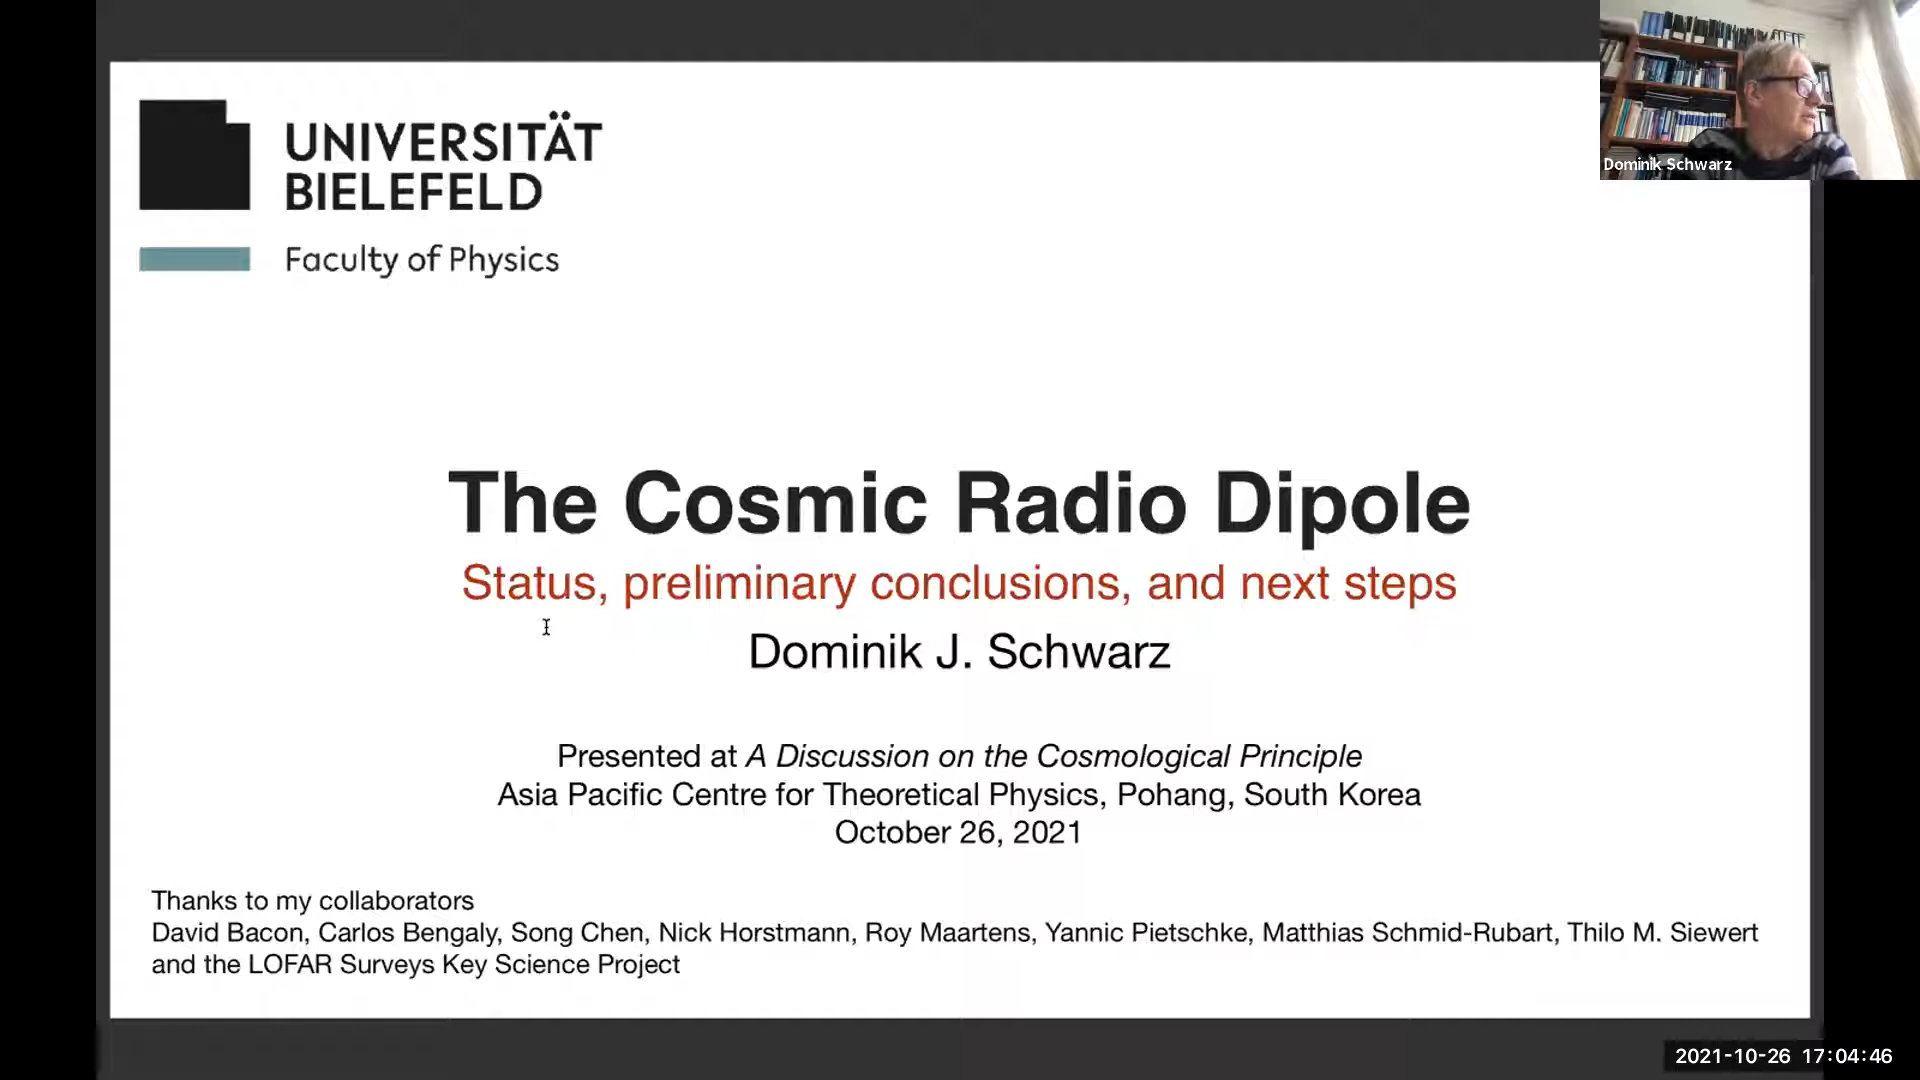 UNIVERSITÄT
BIELEFELD
Faculty of Physics
Dominik Schwarz
The Cosmic Radio Dipole
Status, preliminary conclusions, and next steps
Dominik J. Schwarz
Presented at A Discussion on the Cosmological Principle
Asia Pacific Centre for Theoretical Physics, Pohang, South Korea
October 26, 2021
Thanks to my collaborators
David Bacon, Carlos Bengaly, Song Chen, Nick Horstmann, Roy Maartens, Yannic Pietschke, Matthias Schmid-Rubart, Thilo M. Siewert
and the LOFAR Surveys Key Science Project
2021-10-26 17:04:46